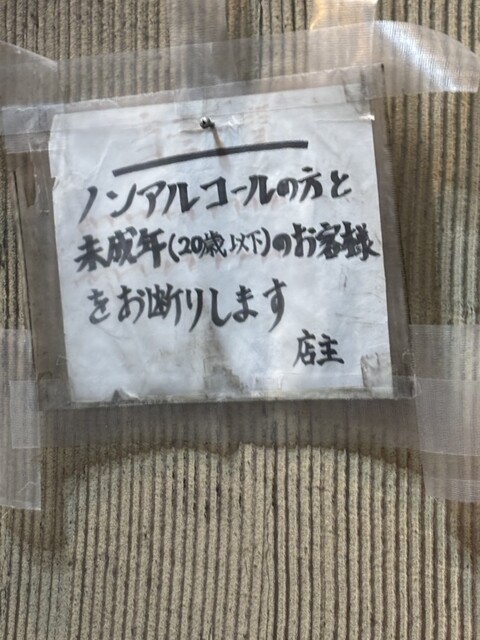 ノンアルコールの方と
未成年(20歳以下)のお客様
をお断りします
店主